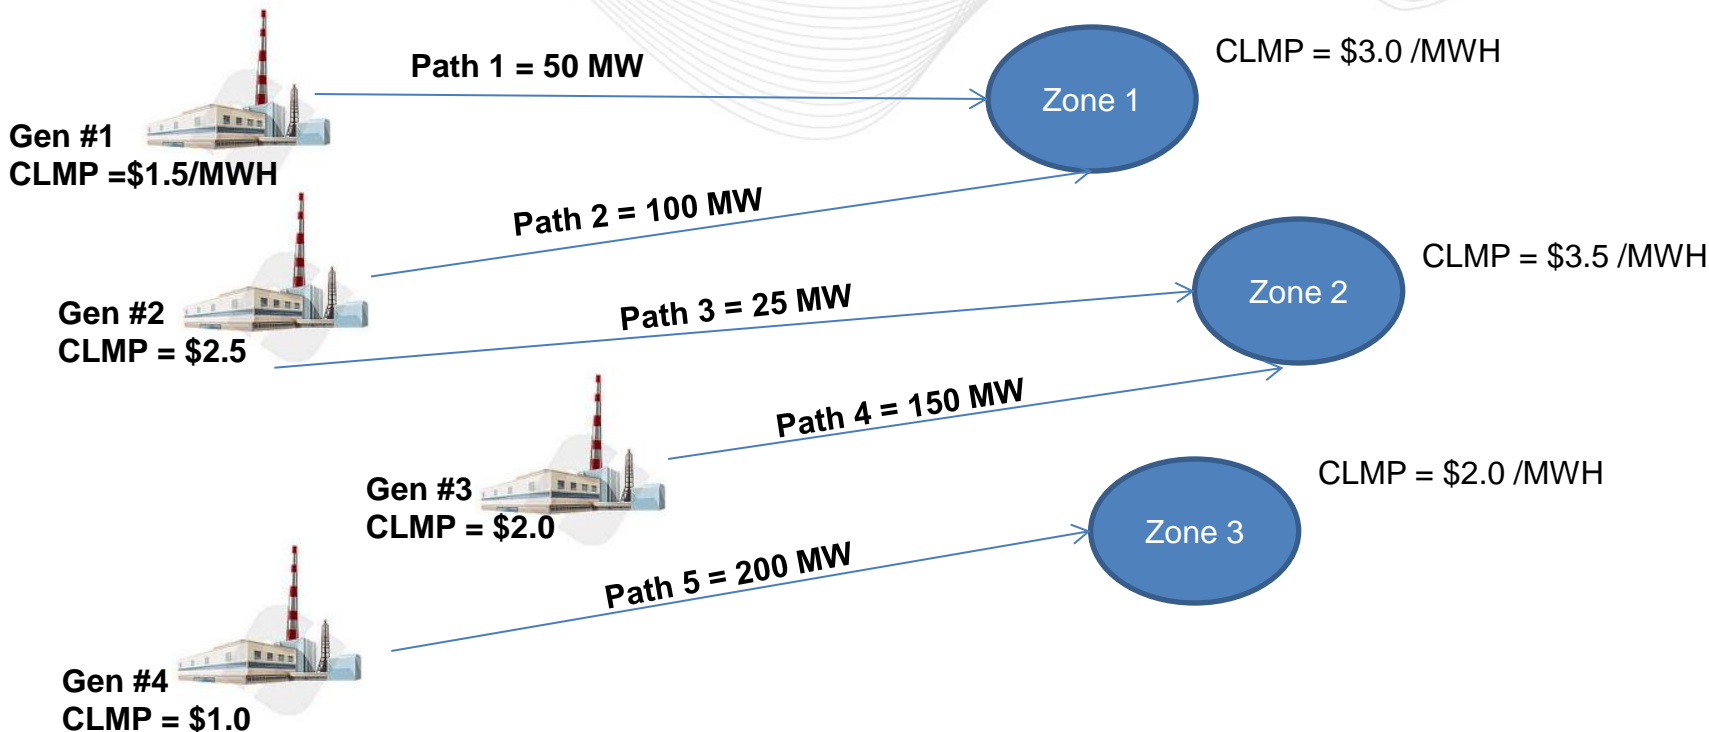 Path 1 = 50 MW
CLMP = $3.0 /MWH
Zone 1
Gen #1
CLMP =$1.5/MWH
Path 2 = 100 MW
Gen #2
CLMP = $2.5
Path 3 = 25 MW
Zone 2
CLMP = $3.5 /MWH
Path 4 = 150 MW
Gen #3
CLMP = $2.0
Zone 3
CLMP = $2.0 /MWH
Path 5 = 200 MW
Gen #4
CLMP = $1.0